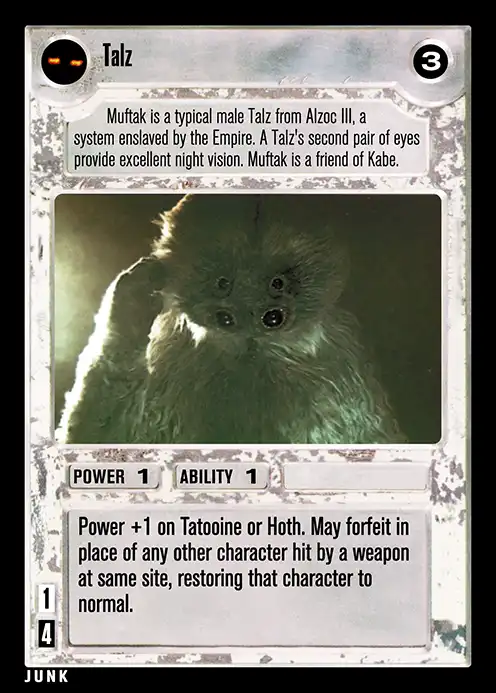 Talz
3
Muftak is a typical male Talz from Alzoc III, a
system enslaved by the Empire. A Talz's second pair of eyes
provide excellent night vision. Muftak is a friend of Kabe.
POWER 1 ABILITY 1
Power +1 on Tatooine or Hoth. May forfeit in
place of any other character hit by a weapon
at same site, restoring that character to
normal.
1
4
JUNK